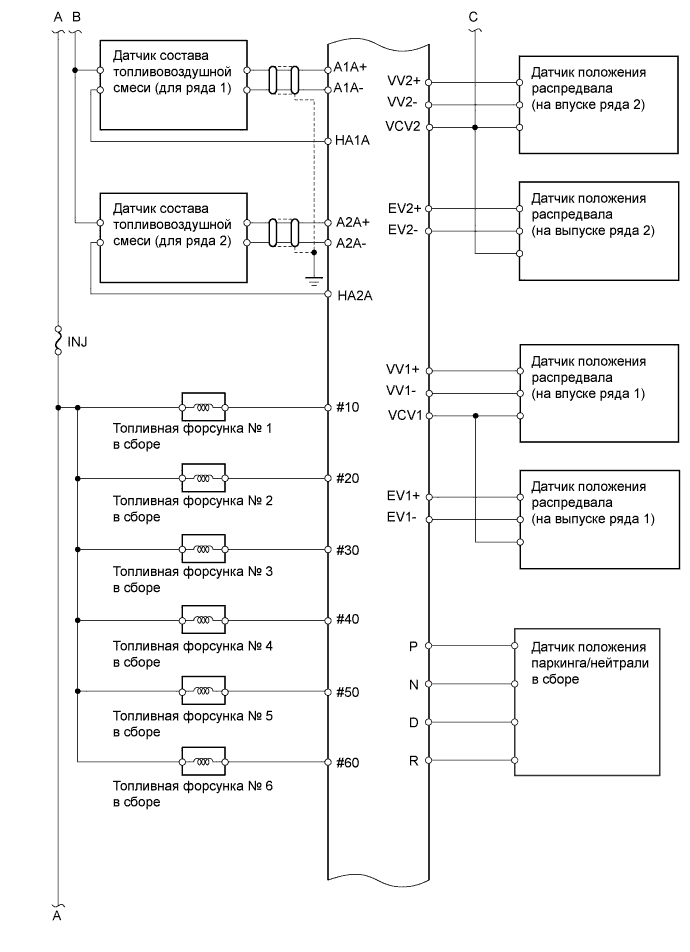 A B
C
Датчик состава
топливовоздушной
смеси (для ряда 1)
A1A+
A1A-
HA1A
Датчик состава
топливовоздушной
смеси (для ряда 2)
A2A+
A2A-
HA2A
INJ
#10
Топливная форсунка № 1
в сборе
#20
Топливная форсунка № 2
в сборе
#30
Топливная форсунка № 3
в сборе
#40
Топливная форсунка № 4
в сборе
#50
Топливная форсунка № 5
в сборе
#60
Топливная форсунка № 6
в сборе
A
VV2+
VV2-
VCV2
Датчик положения
распредвала
(на впуске ряда 2)
EV2+
EV2-
Датчик положения
распредвала
(на выпуске ряда 2)
VV1+
VV1-
VCV1
Датчик положения
распредвала
(на впуске ряда 1)
EV1+
EV1-
Датчик положения
распредвала
(на выпуске ряда 1)
P
N
D
R
Датчик положения
паркинга/нейтрали
в сборе